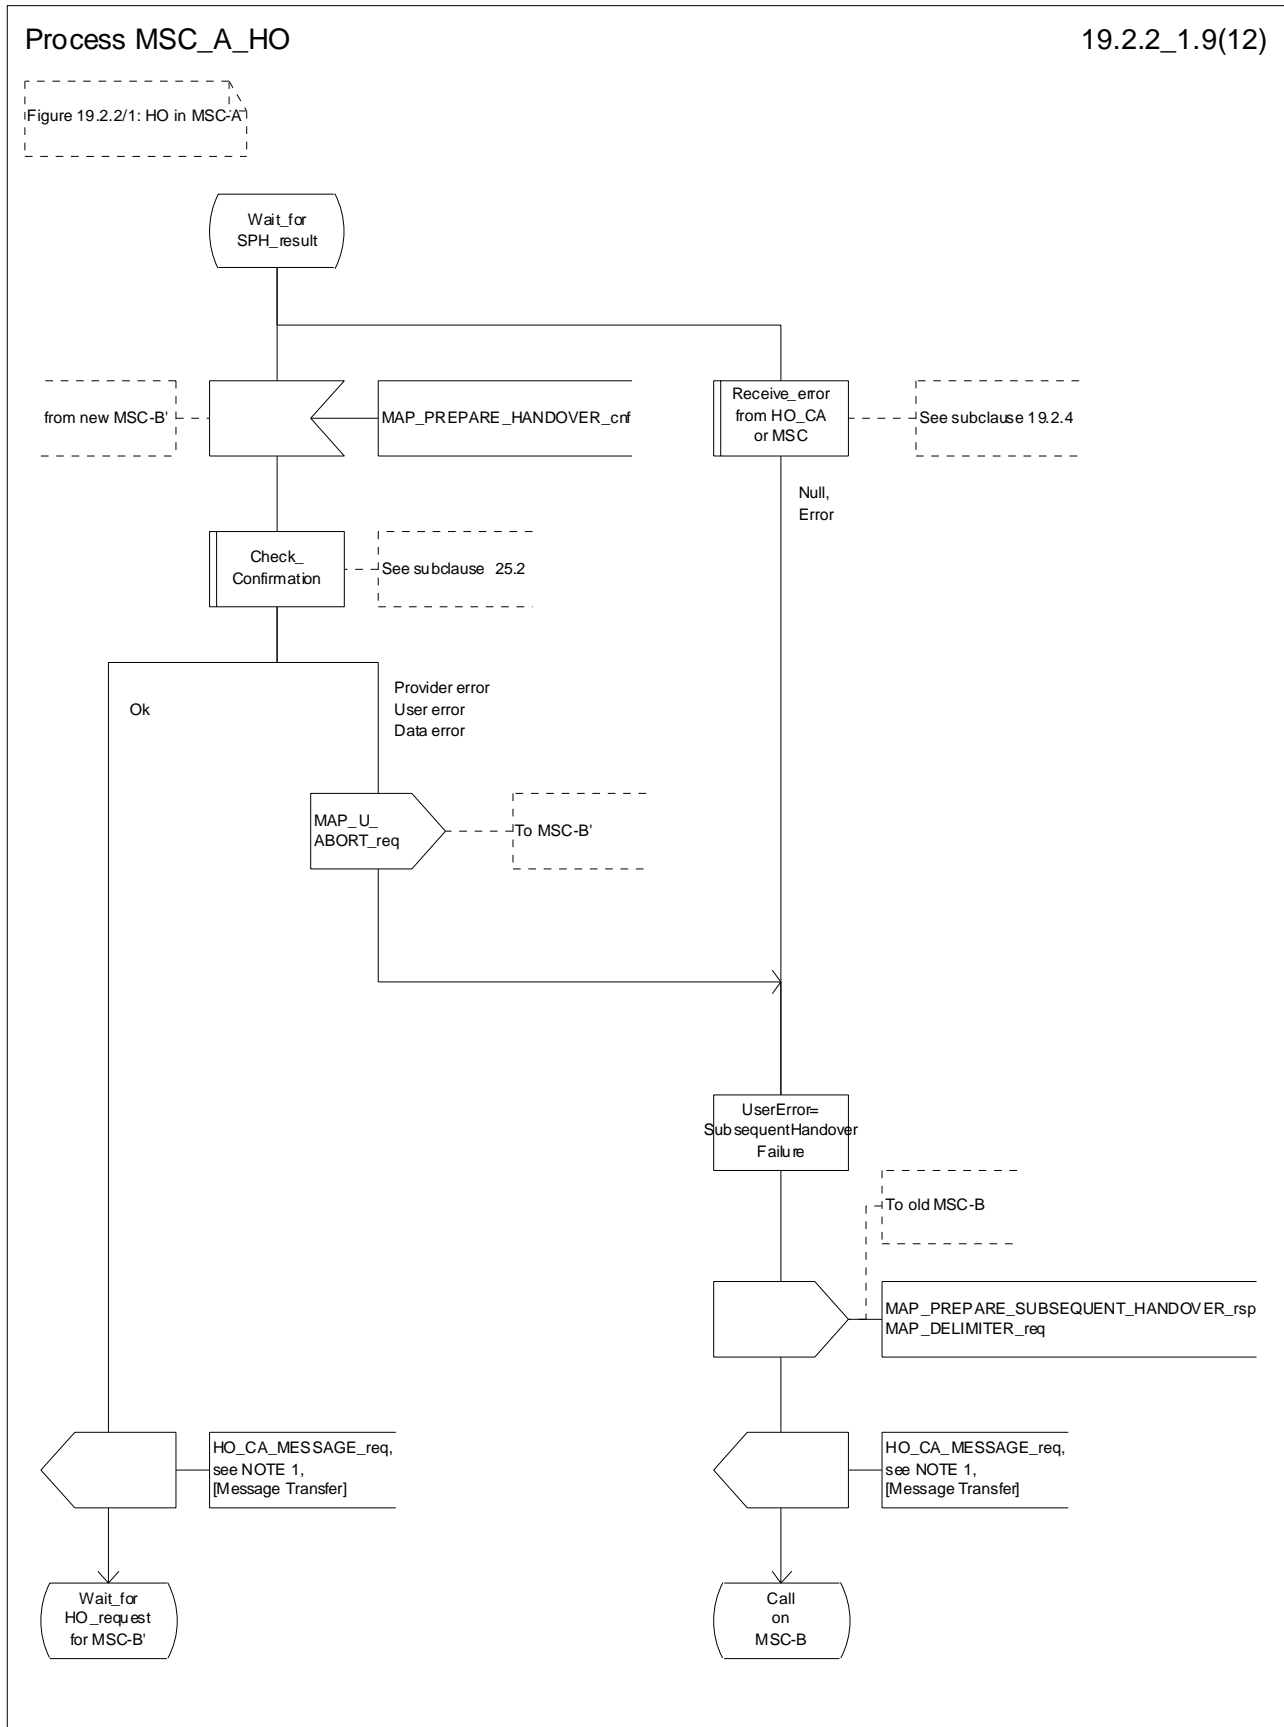 Process MSC_A_HO
19.2.2_1.9(12)
Figure 19.2.2/1: HO in MSC-A
Wait_for
SPH_result
from new MSC-B'
MAP_PREPARE_HANDOVER_cnf
Receive_error
from HO_CA
or MSC
See subclause 19.2.4
Null,
Error
Check_
Confirmation
See subclause 25.2
Ok
Provider error
User error
Data error
MAP_U_
ABORT_req
To MSC-B'
UserError=
SubsequentHandover
Failure
To old MSC-B
MAP_PREPARE_SUBSEQUENT_HANDOVER_rsp
MAP_DELIMITER_req
HO_CA_MESSAGE_req,
see NOTE 1,
[Message Transfer]
HO_CA_MESSAGE_req,
see NOTE 1,
[Message Transfer]
Wait_for
HO_request
for MSC-B'
Call
on
MSC-B